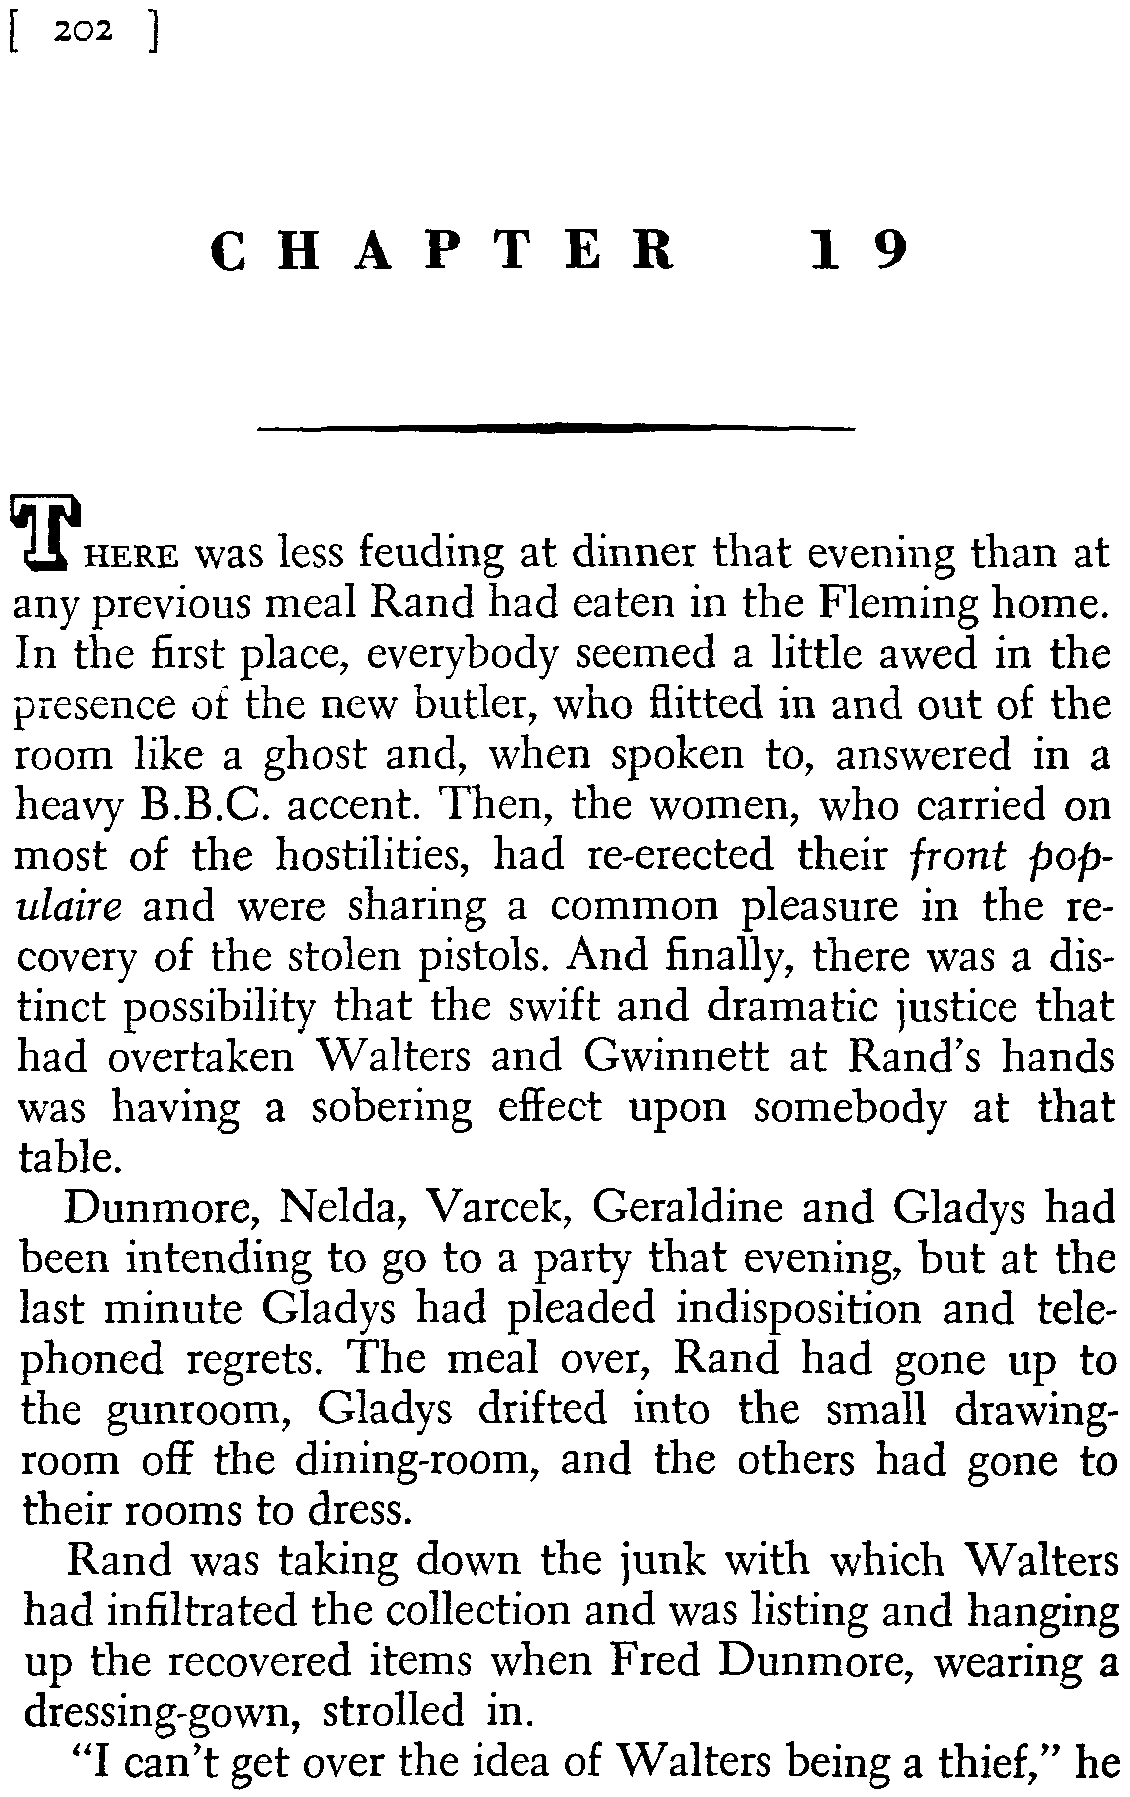 [ 202 ]
CHAPTER 19
THERE was less feuding at dinner that evening than at
any previous meal Rand had eaten in the Fleming home.
In the first place, everybody seemed a little awed in the
presence of the new butler, who flitted in and out of the
room like a ghost and, when spoken to, answered in a
heavy B.B.C. accent. Then, the women, who carried on
most of the hostilities, had re-erected their front pop-
ulaire and were sharing a common pleasure in the re-
covery of the stolen pistols. And finally, there was a dis-
tinct possibility that the swift and dramatic justice that
had overtaken Walters and Gwinnett at Rand's hands
was having a sobering effect upon somebody at that
table.
Dunmore, Nelda, Varcek, Geraldine and Gladys had
been intending to go to a party that evening, but at the
last minute Gladys had pleaded indisposition and tele-
phoned regrets. The meal over, Rand had gone up to
the gunroom, Gladys drifted into the small drawing-
room off the dining-room, and the others had gone to
their rooms to dress.
Rand was taking down the junk with which Walters
had infiltrated the collection and was listing and hanging
up the recovered items when Fred Dunmore, wearing a
dressing-gown, strolled in.
"I can't get over the idea of Walters being a thief," he